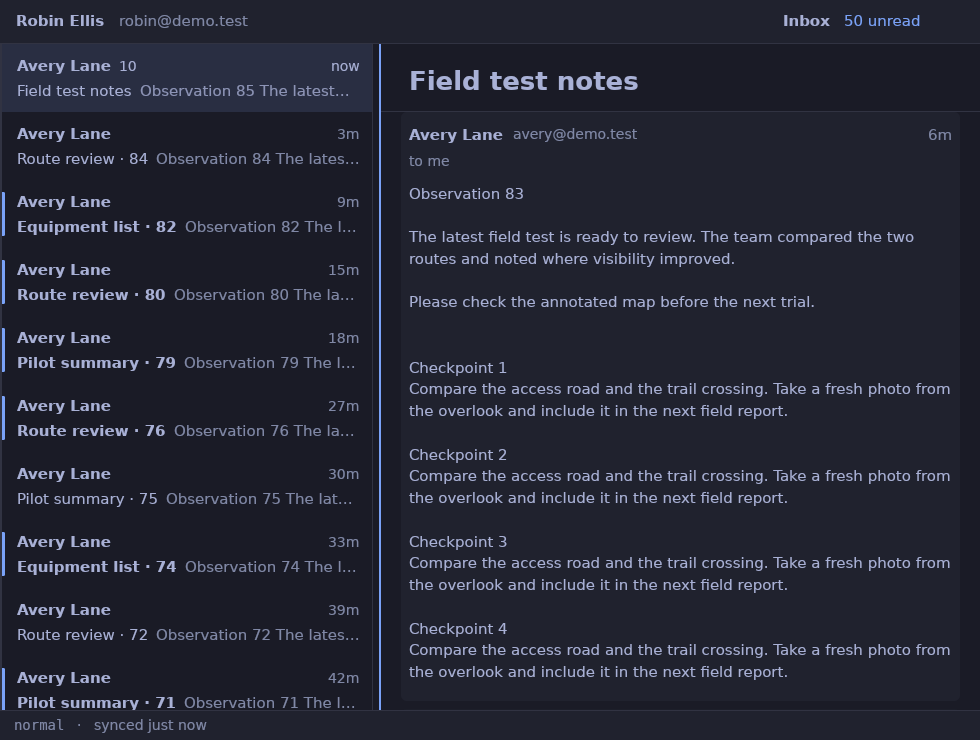 Robin Ellis robin@demo.test
Inbox 50 unread
Avery Lane 10 now
Field test notes Observation 85 The latest…
Avery Lane 3m
Route review · 84 Observation 84 The lates…
Avery Lane 9m
Equipment list · 82 Observation 82 The l…
Avery Lane 15m
Route review · 80 Observation 80 The la…
Avery Lane 18m
Pilot summary · 79 Observation 79 The l…
Avery Lane 27m
Route review · 76 Observation 76 The la…
Avery Lane 30m
Pilot summary · 75 Observation 75 The lat…
Avery Lane 33m
Equipment list · 74 Observation 74 The l…
Avery Lane 39m
Route review · 72 Observation 72 The lates…
Avery Lane 42m
Pilot summary · 71 Observation 71 The l…
Field test notes
Avery Lane avery@demo.test 6m
to me
Observation 83
The latest field test is ready to review. The team compared the two
routes and noted where visibility improved.
Please check the annotated map before the next trial.
Checkpoint 1
Compare the access road and the trail crossing. Take a fresh photo from
the overlook and include it in the next field report.
Checkpoint 2
Compare the access road and the trail crossing. Take a fresh photo from
the overlook and include it in the next field report.
Checkpoint 3
Compare the access road and the trail crossing. Take a fresh photo from
the overlook and include it in the next field report.
Checkpoint 4
Compare the access road and the trail crossing. Take a fresh photo from
the overlook and include it in the next field report.
normal · synced just now